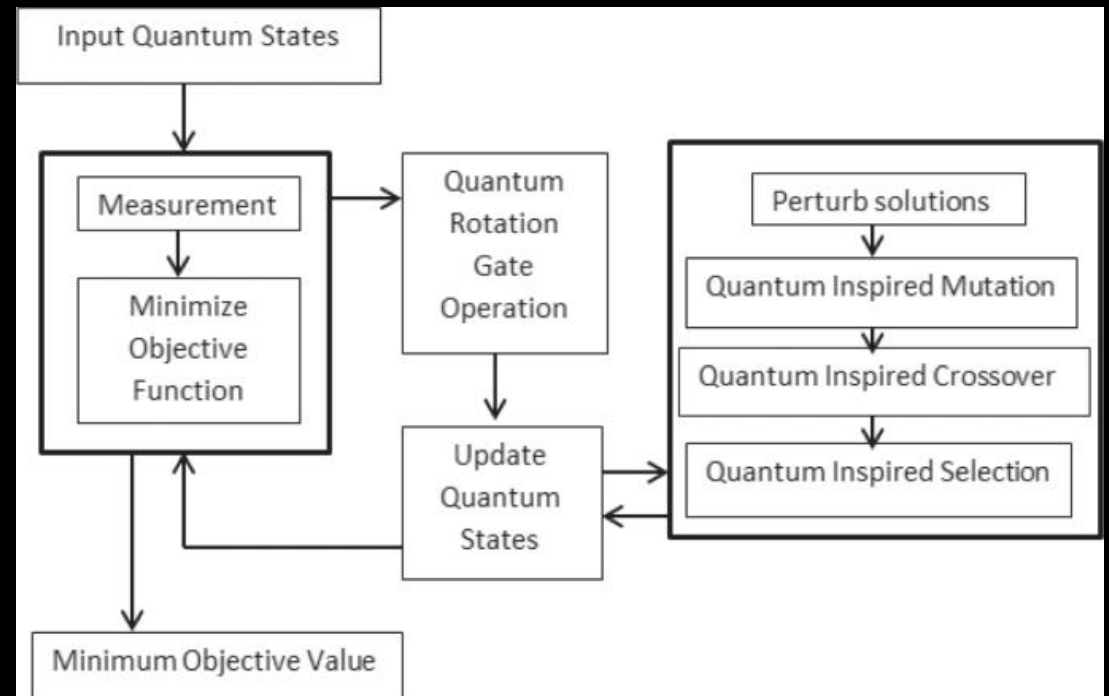 Input Quantum States
Measurement
Minimize
Objective
Function
Quantum
Rotation
Gate
Operation
Update
Quantum
States
Perturb solutions
Quantum Inspired Mutation
Quantum Inspired Crossover
Quantum Inspired Selection
Minimum Objective Value